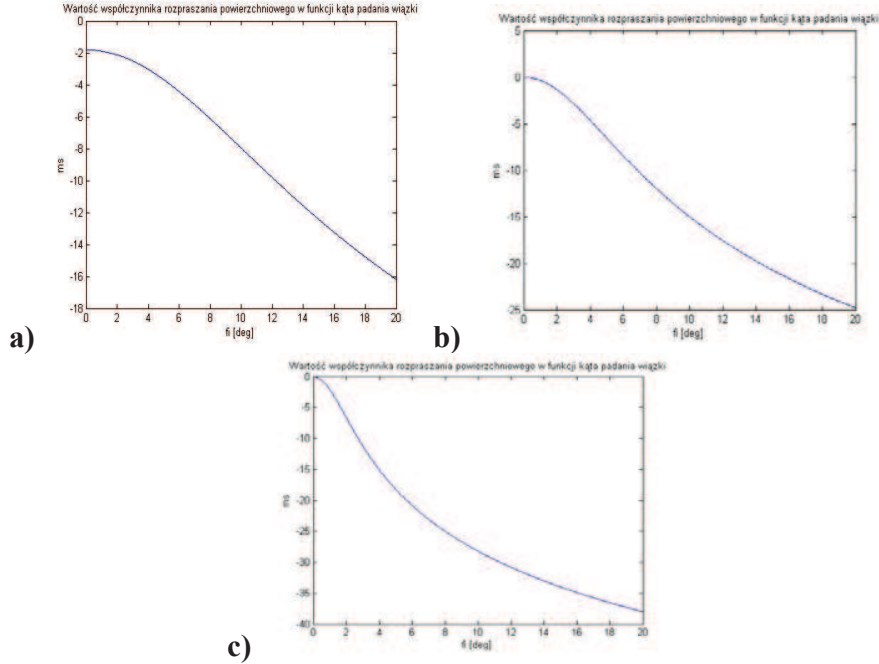 Wartość współczynnika rozpraszania powierzchniowego w funkcji kąta padania wiązki
0
-2
-4
-6
-8
-10
-12
-14
-16
-18
ms
0 2 4 6 8 10 12 14 16 18 20
fi [deg]
a)
Wartość współczynnika rozpraszania powierzchniowego w funkcji kąta padania wiązki
5
0
-5
-10
-15
-20
-25
ms
0 2 4 6 8 10 12 14 16 18 20
fi [deg]
b)
Wartość współczynnika rozpraszania powierzchniowego w funkcji kąta padania wiązki
0
-5
-10
-15
-20
-25
-30
-35
-40
ms
0 2 4 6 8 10 12 14 16 18 20
fi [deg]
c)